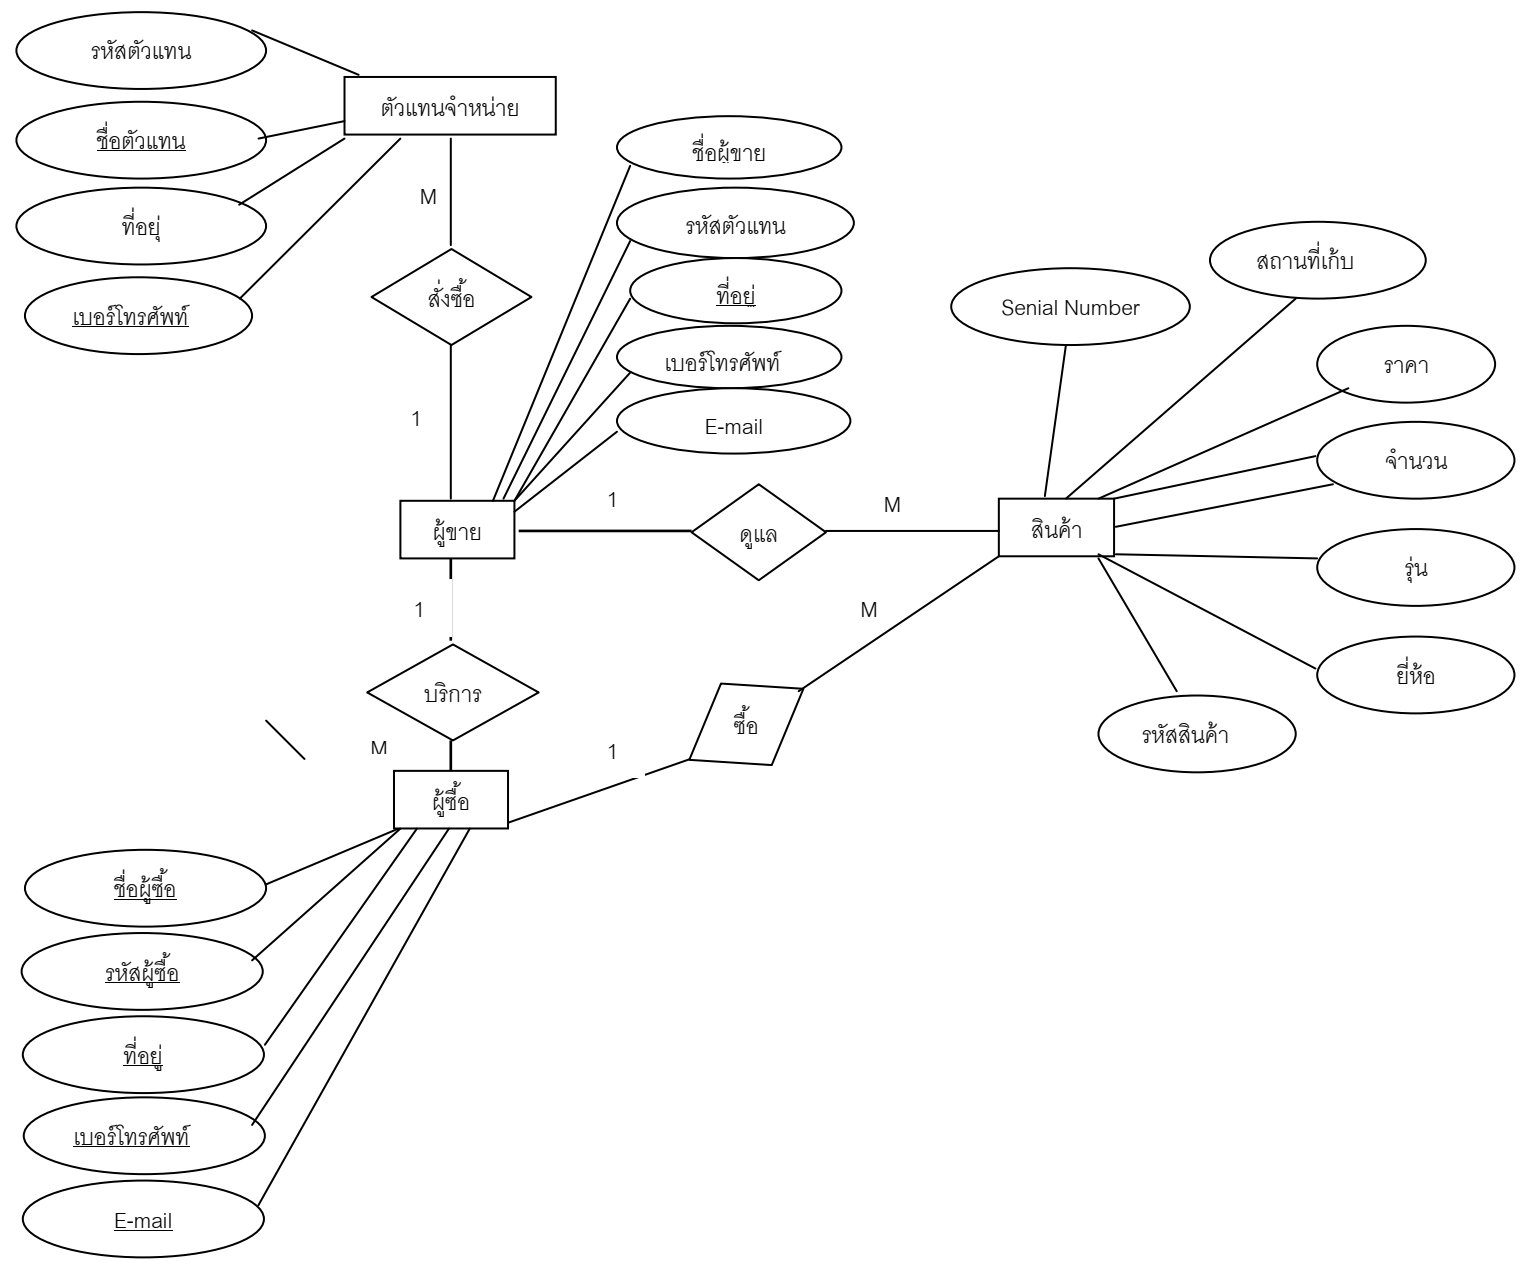 รหัสตัวแทน
ตัวแทนจำหน่าย
ชื่อตัวแทน
ที่อยุ่
เบอร์โทรศัพท์
M
สั่งซื้อ
1
ชื่อผู้ขาย
รหัสตัวแทน
ที่อยู่
เบอร์โทรศัพท์
E-mail
ผู้ขาย
1
ดูแล
M
สินค้า
Senial Number
สถานที่เก้บ
ราคา
จำนวน
รุ่น
ยี่ห้อ
รหัสสินค้า
1
บริการ
M
ผู้ซื้อ
1
ซื้อ
M
ชื่อผู้ซื้อ
รหัสผู้ซื้อ
ที่อยู่
เบอร์โทรศัพท์
E-mail